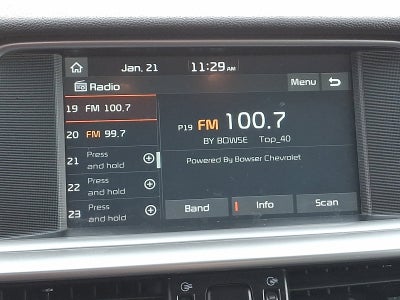 Jan, 21 11:29 AM
Radio Menu
19 FM 100.7
20 FM 99.7
21 Press and hold
22 Press and hold
23 Press and hold
P19 FM 100.7
BY BOWSE Top_40
Powered By Bowser Chevrolet
Band Info Scan